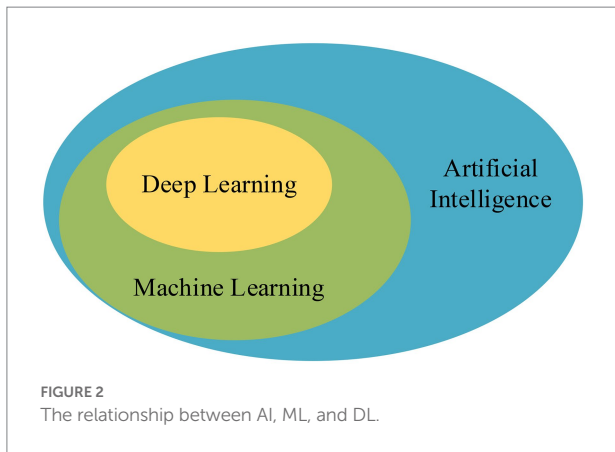 Deep Learning
Artificial
Intelligence
Machine Learning
FIGURE 2
The relationship between AI, ML, and DL.